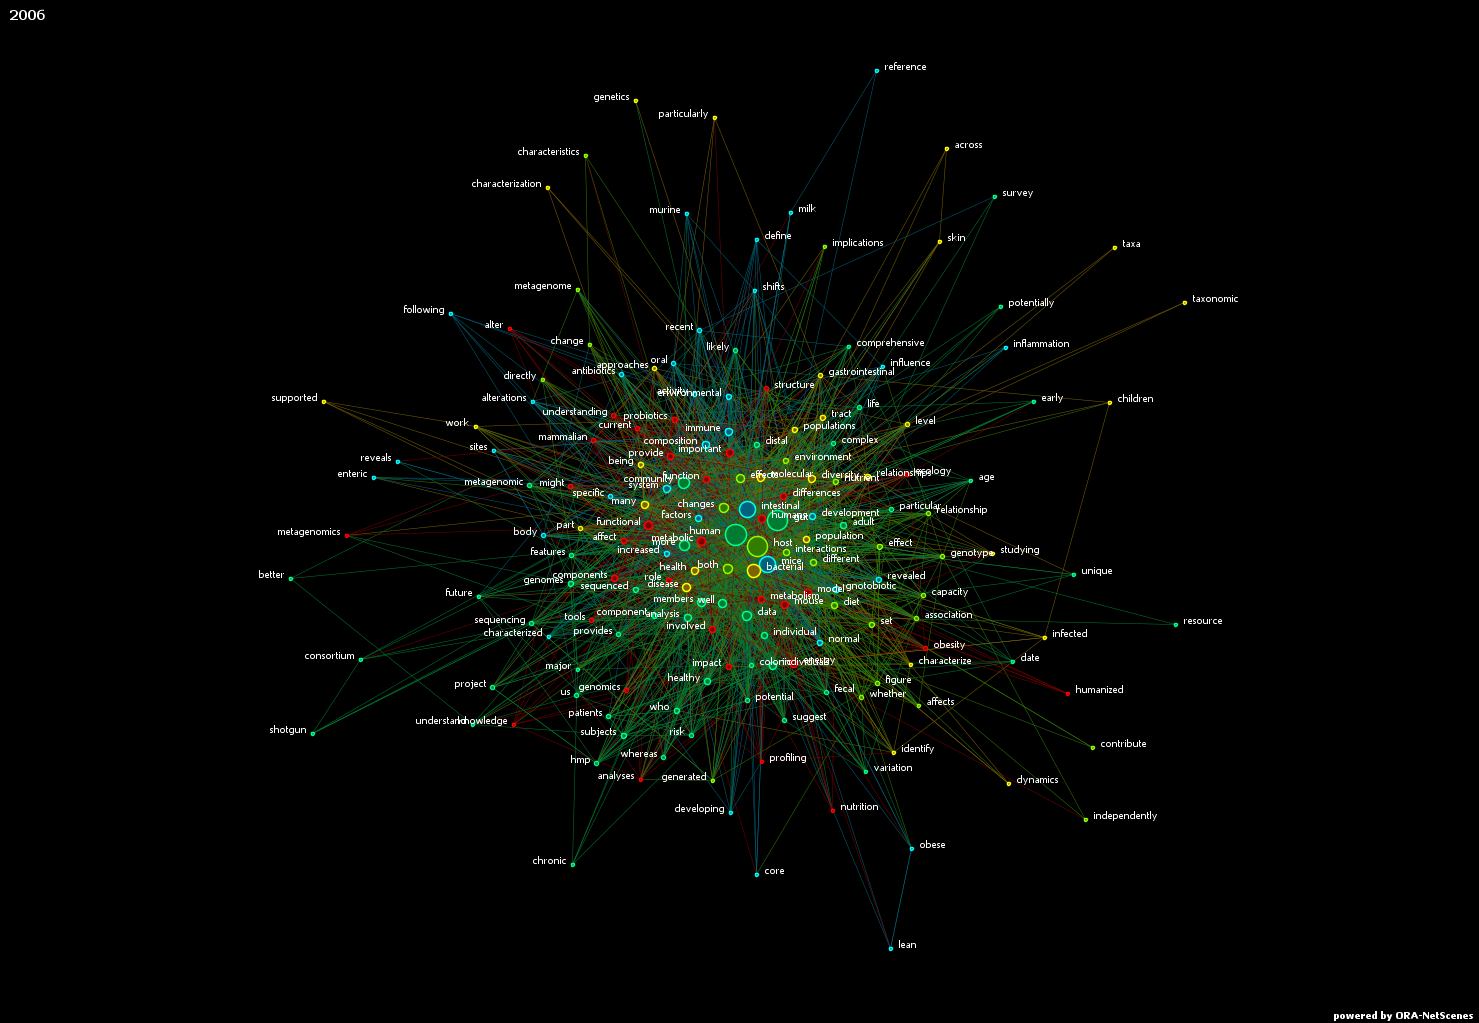 2006
reference
genetics
particularly
across
characteristics
characterization
survey
murine
milk
define
implications
skin
taxa
metagenome
shifts
taxonomic
following
potentially
alter
recent
change
likely
comprehensive
inflammation
oral
approaches
influence
antibiotics
gastrointestinal
directly
activity
environmental
structure
supported
alterations
children
early
life
understanding
probiotics
tract
work
current
immune
populations
level
mammalian
composition
distal
complex
sites
important
provide
environment
reveals
being
enteric
community
function
effects
molecular
diversity
relationships
ecology
nutrient
metagenomic
might
system
age
specific
differences
many
changes
intestinal
particular
relationship
factors
humans
gut
development
functional
adult
part
metagenomics
body
human
affect
metabolic
more
population
host
effect
increased
interactions
features
genotype
studying
both
mice
different
health
bacterial
better
components
role
unique
genomes
sequenced
disease
revealed
model
gnotobiotic
future
members
well
metabolism
mouse
diet
capacity
tools
component
analysis
data
association
sequencing
involved
set
resource
characterized
provides
individual
normal
infected
obesity
consortium
major
impact
colonic
individuals
energy
characterize
date
project
us
genomics
healthy
fecal
figure
whether
humanized
potential
affects
patients
who
suggest
understand
knowledge
shotgun
subjects
risk
contribute
hmp
whereas
identify
profiling
variation
analyses
generated
dynamics
developing
nutrition
independently
obese
chronic
core
lean
powered by ORA-NetScenes